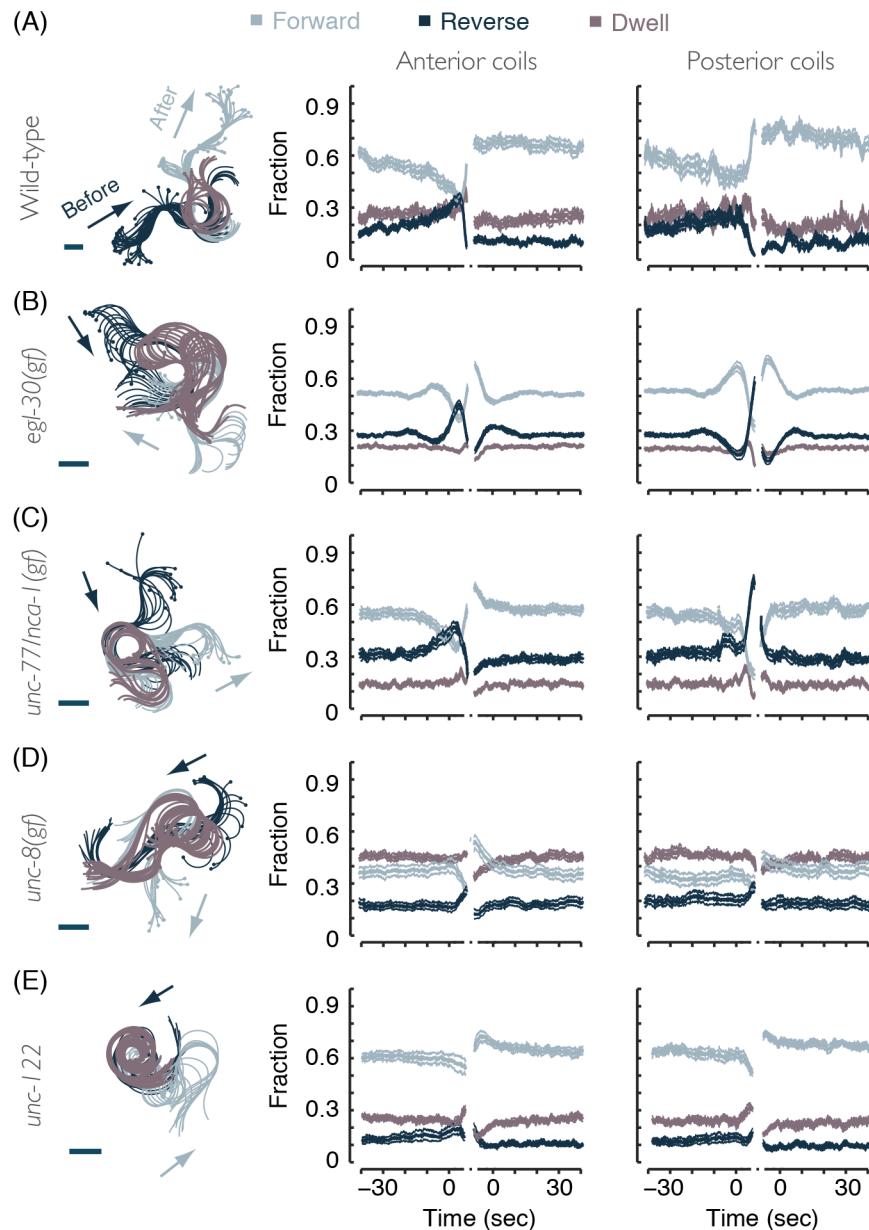 (A)
Forward Reverse Dwell
Anterior coils Posterior coils
Wild-type
Before
After
Fraction
0.9
0.6
0.3
0
(B)
egl-30(gf)
Fraction
0.9
0.6
0.3
0
(C)
unc-77/nca-1(gf)
Fraction
0.9
0.6
0.3
0
(D)
unc-8(gf)
Fraction
0.9
0.6
0.3
0
(E)
unc-122
Fraction
0.9
0.6
0.3
0
−30 0 0 30 −30 0 0 30
Time (sec) Time (sec)